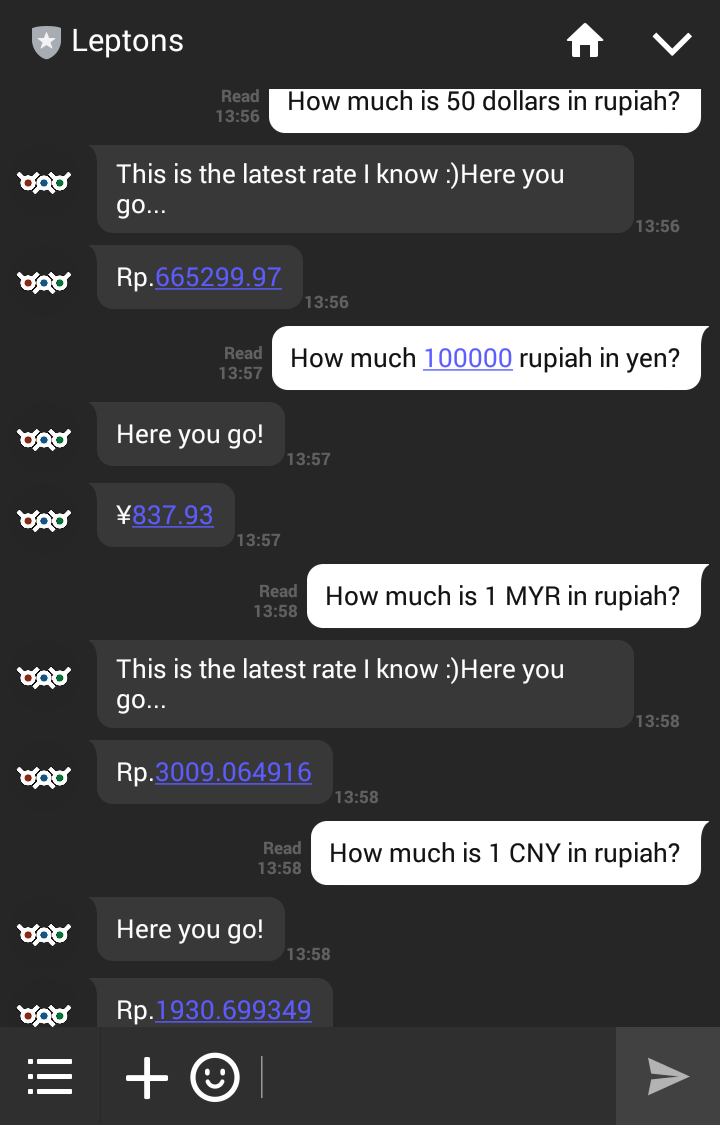 Leptons
Read
13:56
How much is 50 dollars in rupiah?
This is the latest rate I know :)Here you
go...
13:56
Rp.665299.97
13:56
Read
13:57
How much 100000 rupiah in yen?
Here you go!
13:57
¥837.93
13:57
Read
13:58
How much is 1 MYR in rupiah?
This is the latest rate I know :)Here you
go...
13:58
Rp.3009.064916
13:58
Read
13:58
How much is 1 CNY in rupiah?
Here you go!
13:58
Rp.1930.699349